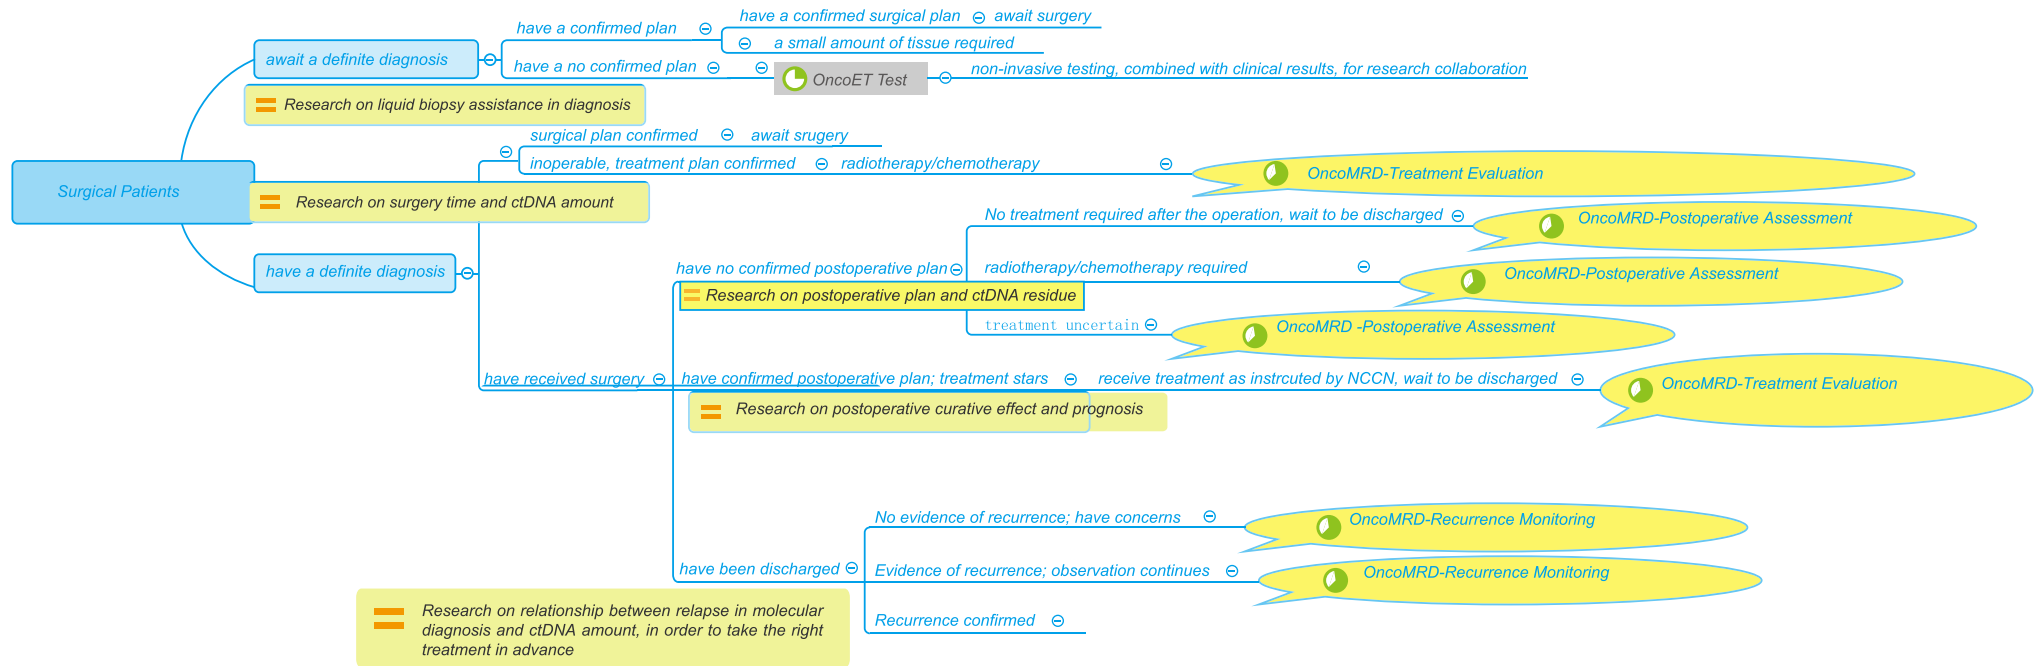 have a confirmed surgical plan
await surgery
have a confirmed plan
a small amount of tissue required
await a definite diagnosis
have a no confirmed plan
OncoET Test
non-invasive testing, combined with clinical results, for research collaboration
Research on liquid biopsy assistance in diagnosis
surgical plan confirmed
await srugery
inoperable, treatment plan confirmed
radiotherapy/chemotherapy
OncoMRD-Treatment Evaluation
Surgical Patients
Research on surgery time and ctDNA amount
No treatment required after the operation, wait to be discharged
OncoMRD-Postoperative Assessment
have a definite diagnosis
have no confirmed postoperative plan
radiotherapy/chemotherapy required
OncoMRD-Postoperative Assessment
Research on postoperative plan and ctDNA residue
treatment uncertain
OncoMRD -Postoperative Assessment
have received surgery
have confirmed postoperative plan; treatment stars
receive treatment as instrcuted by NCCN, wait to be discharged
OncoMRD-Treatment Evaluation
Research on postoperative curative effect and prognosis
No evidence of recurrence; have concerns
OncoMRD-Recurrence Monitoring
have been discharged
Evidence of recurrence; observation continues
OncoMRD-Recurrence Monitoring
Recurrence confirmed
Research on relationship between relapse in molecular
diagnosis and ctDNA amount, in order to take the right
treatment in advance